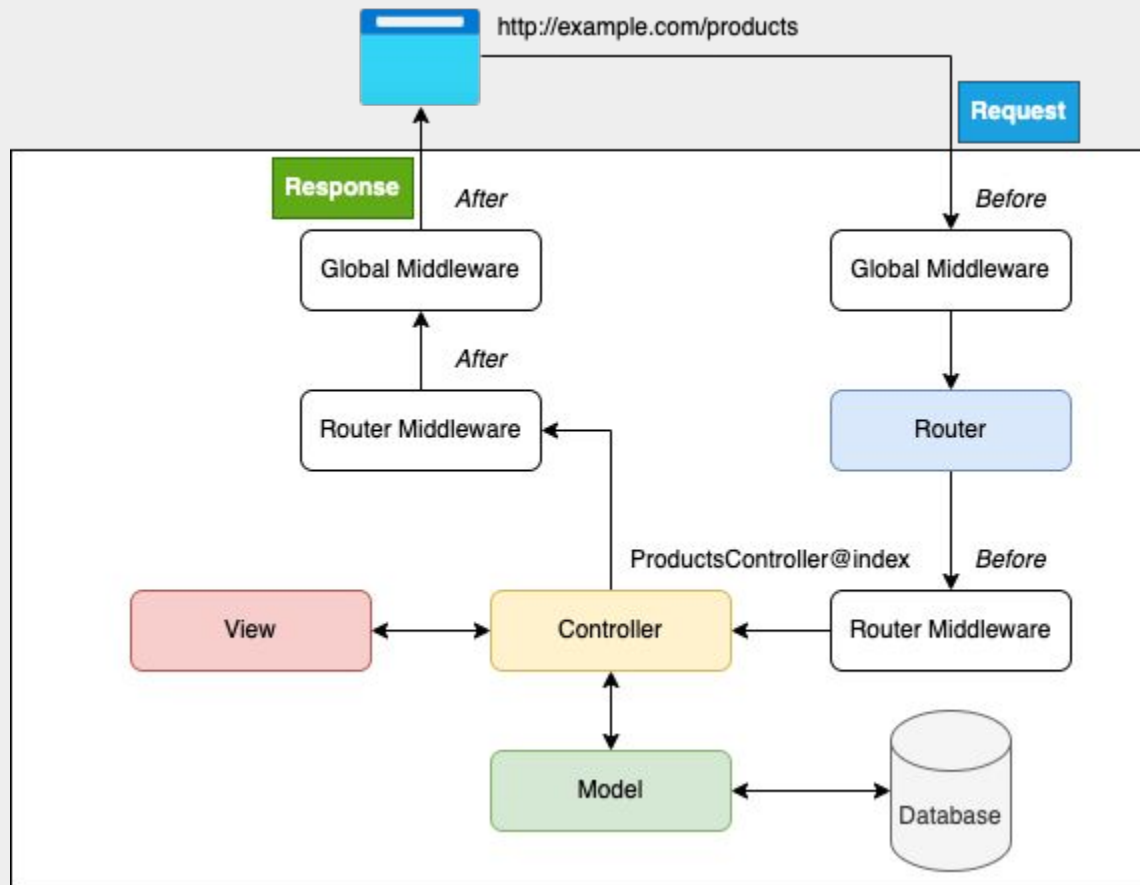 http://example.com/products
Request
Response
After
Before
Global Middleware
Global Middleware
After
Router Middleware
Router
ProductsController@index
Before
View
Controller
Router Middleware
Model
Database